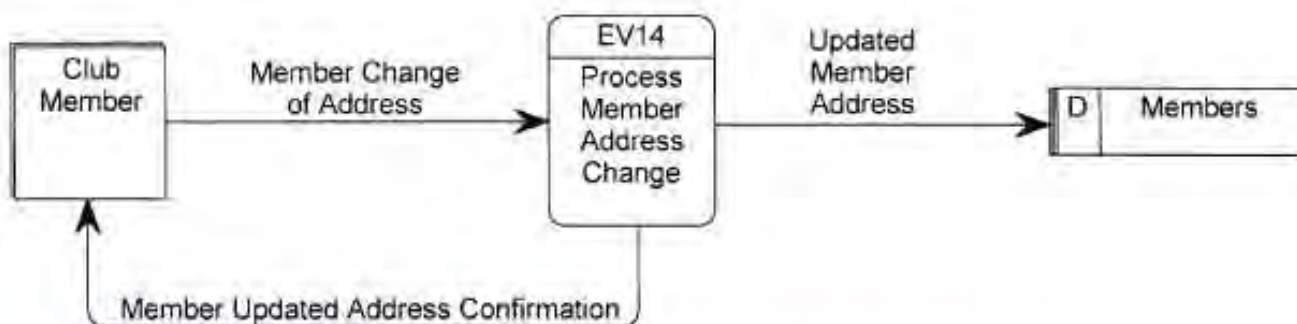 Club
Member
Member Change
of Address
EV14
Process
Member
Address
Change
Updated
Member
Address
D
Members
Member Updated Address Confirmation